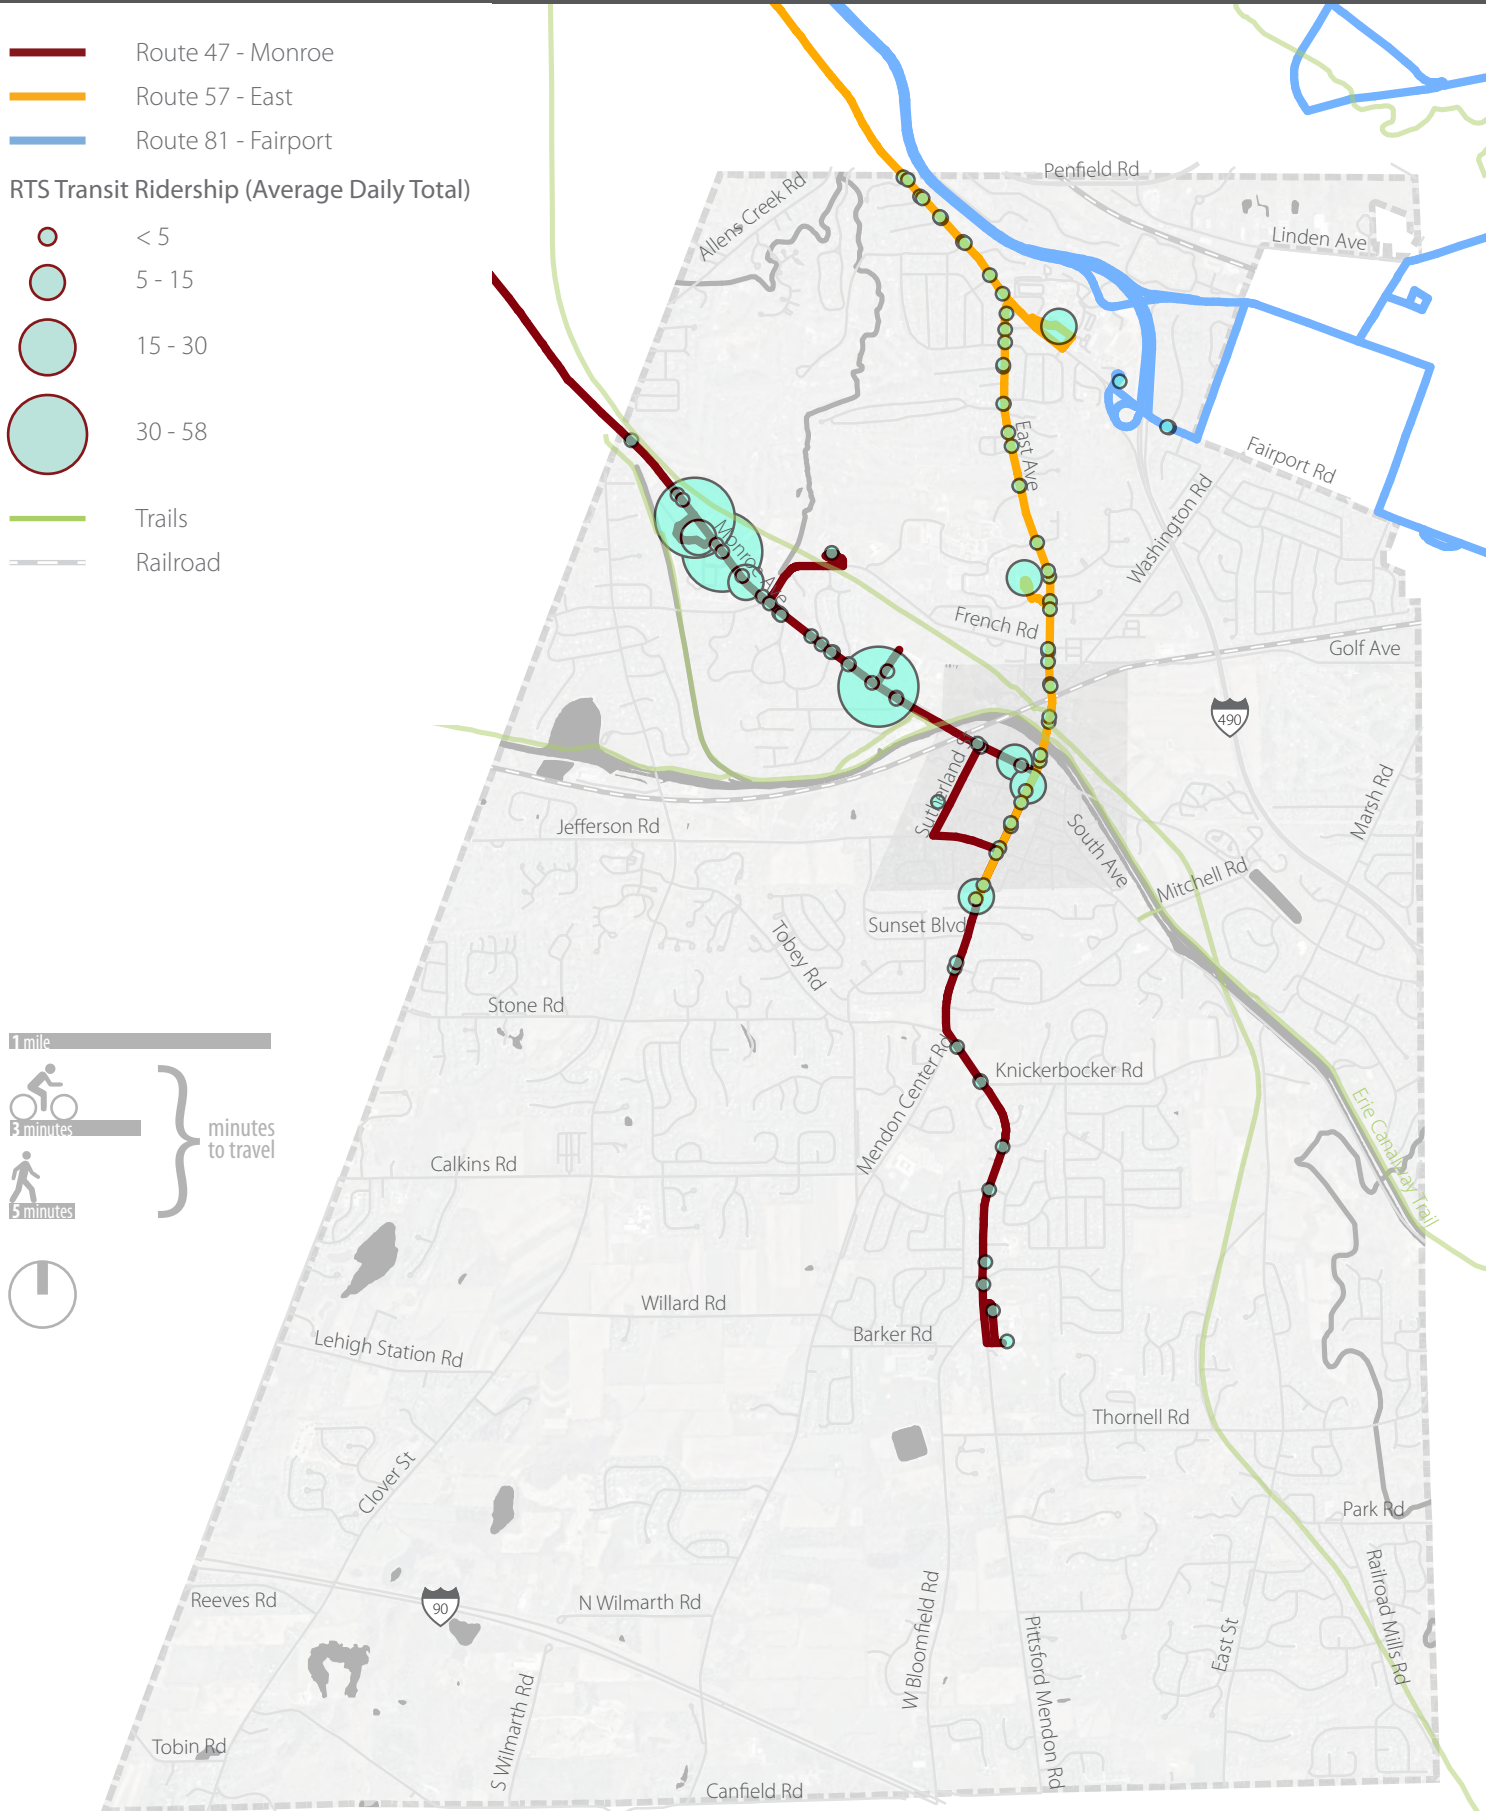 Route 47 - Monroe
Route 57 - East
Route 81 - Fairport
RTS Transit Ridership (Average Daily Total)
< 5
5 - 15
15 - 30
30 - 58
Trails
Railroad
Penfield Rd
Allens Creek Rd
Linden Ave
East Ave
Fairport Rd
Washington Rd
Monroe Ave
French Rd
Golf Ave
490
Sutherland St
Marsh Rd
Jefferson Rd
South Ave
Mitchell Rd
Sunset Blvd
Tobey Rd
Stone Rd
1 mile
3 minutes
5 minutes
minutes
to travel
Mendon Center Rd
Knickerbocker Rd
Erie Canalway Trail
Calkins Rd
Willard Rd
Barker Rd
Lehigh Station Rd
Thornell Rd
Clover St
Park Rd
Railroad Mills Rd
Reeves Rd
90
N Wilmarth Rd
W Bloomfield Rd
Pittsford Mendon Rd
East St
S Wilmarth Rd
Tobin Rd
Canfield Rd